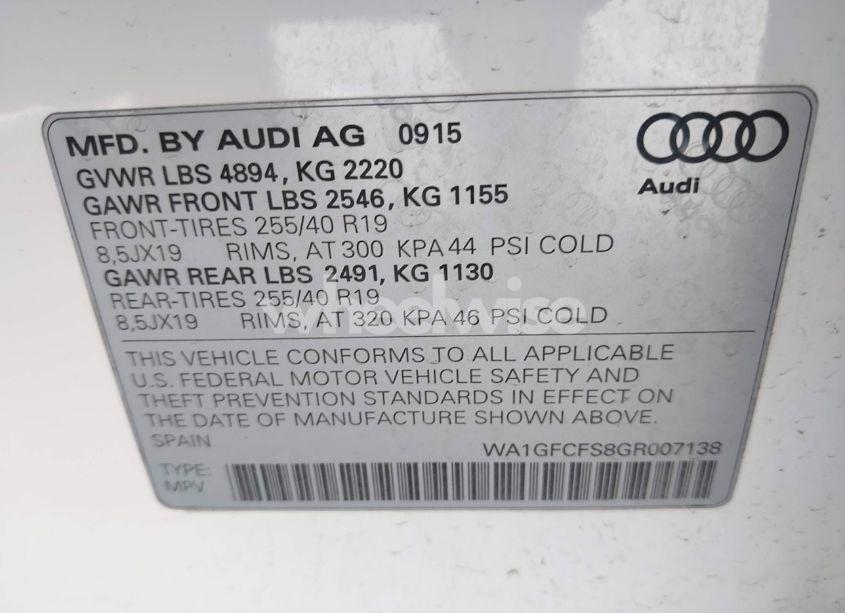 MFD. BY AUDI AG 0915
GVWR LBS 4894, KG 2220
GAWR FRONT LBS 2546, KG 1155
FRONT-TIRES 255/40 R19
8,5JX19 RIMS, AT 300 KPA 44 PSI COLD
GAWR REAR LBS 2491, KG 1130
REAR-TIRES 255/40 R19
8,5JX19 RIMS, AT 320 KPA 46 PSI COLD
Audi
THIS VEHICLE CONFORMS TO ALL APPLICABLE
U.S. FEDERAL MOTOR VEHICLE SAFETY AND
THEFT PREVENTION STANDARDS IN EFFECT ON
THE DATE OF MANUFACTURE SHOWN ABOVE.
SPAIN WA1GFCFS8GR007138
TYPE:
MPV
wheelwise